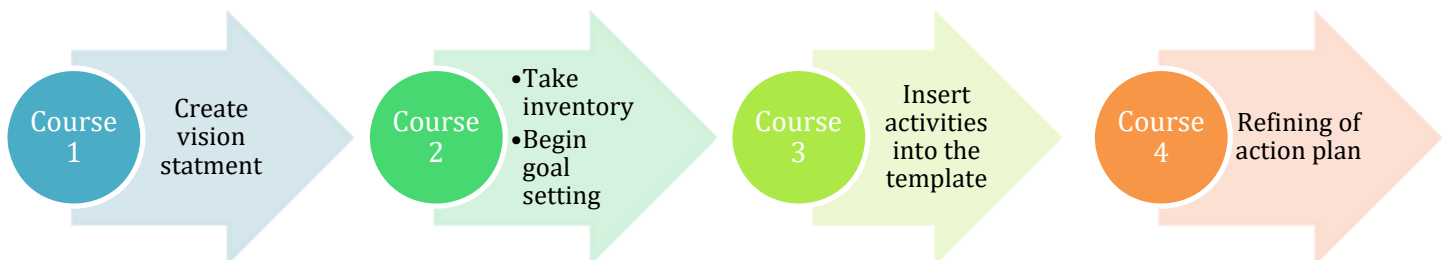 Course
1
Create
vision
statment
Course
2
•Take
inventory
•Begin
goal
setting
Course
3
Insert
activities
into the
template
Course
4
Refining of
action plan